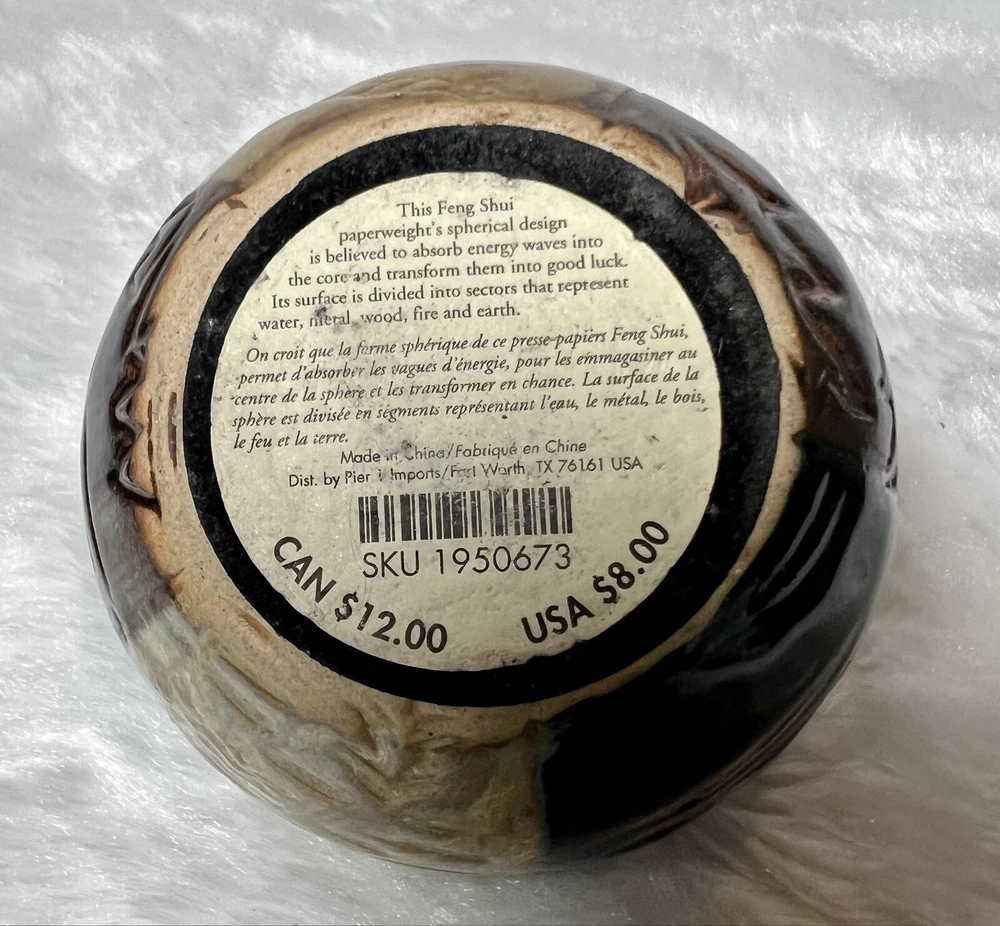 This Feng Shui
paperweight's spherical design
is believed to absorb energy waves into
the core and transform them into good luck.
Its surface is divided into sectors that represent
water, metal, wood, fire and earth.
On croit que la forme sphérique de ce presse-papiers Feng Shui,
permet d'absorber les vagues d'énergie, pour les emmagasiner au
centre de la sphère et les transformer en chance. La surface de la
sphère est divisée en segments représentant l'eau, le métal, le bois,
le feu et la terre.
Made in China/Fabriqué en Chine
Dist. by Pier 1 Imports/Fort Worth, TX 76161 USA
SKU 1950673
CAN $12.00
USA $8.00